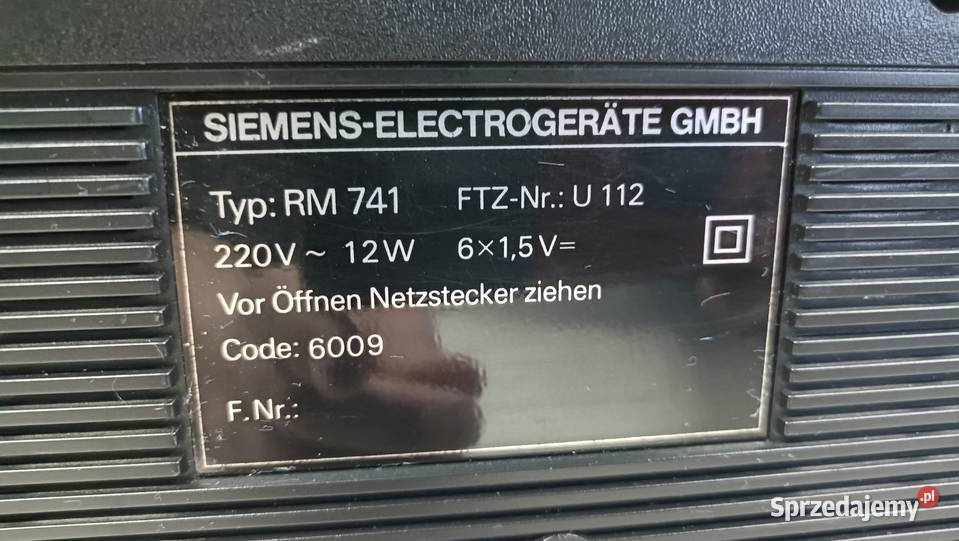 SIEMENS-ELECTROGERÄTE GMBH
Typ: RM 741 FTZ-Nr.: U 112
220V ~ 12W 6×1,5V=
Vor Öffnen Netzstecker ziehen
Code: 6009
F.Nr.:
Sprzedajemy.pl